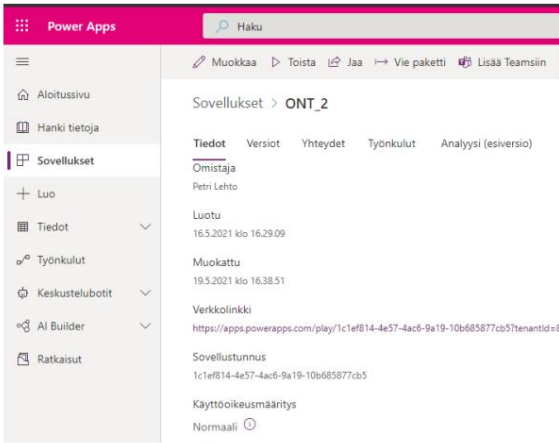 Power Apps
Haku
Muokkaa Toista Jaa Vie paketti Lisää Teamsiin
Aloitussivu
Hanki tietoja
Sovellukset
Luo
Tiedot
Työnkulut
Keskustelubotit
AI Builder
Ratkaisut
Sovellukset > ONT_2
Tiedot Versiot Yhteydet Työnkulut Analyysi (esiversio)
Omistaja
Petri Lehto
Luotu
16.5.2021 klo 16.29.09
Muokattu
19.5.2021 klo 16.38.51
Verkkolinkki
https://apps.powerapps.com/play/1c1ef814-4e57-4ac6-9a19-10b685877cb5?tenantId=8
Sovellustunnus
1c1ef814-4e57-4ac6-9a19-10b685877cb5
Käyttöoikeusmääritys
Normaali